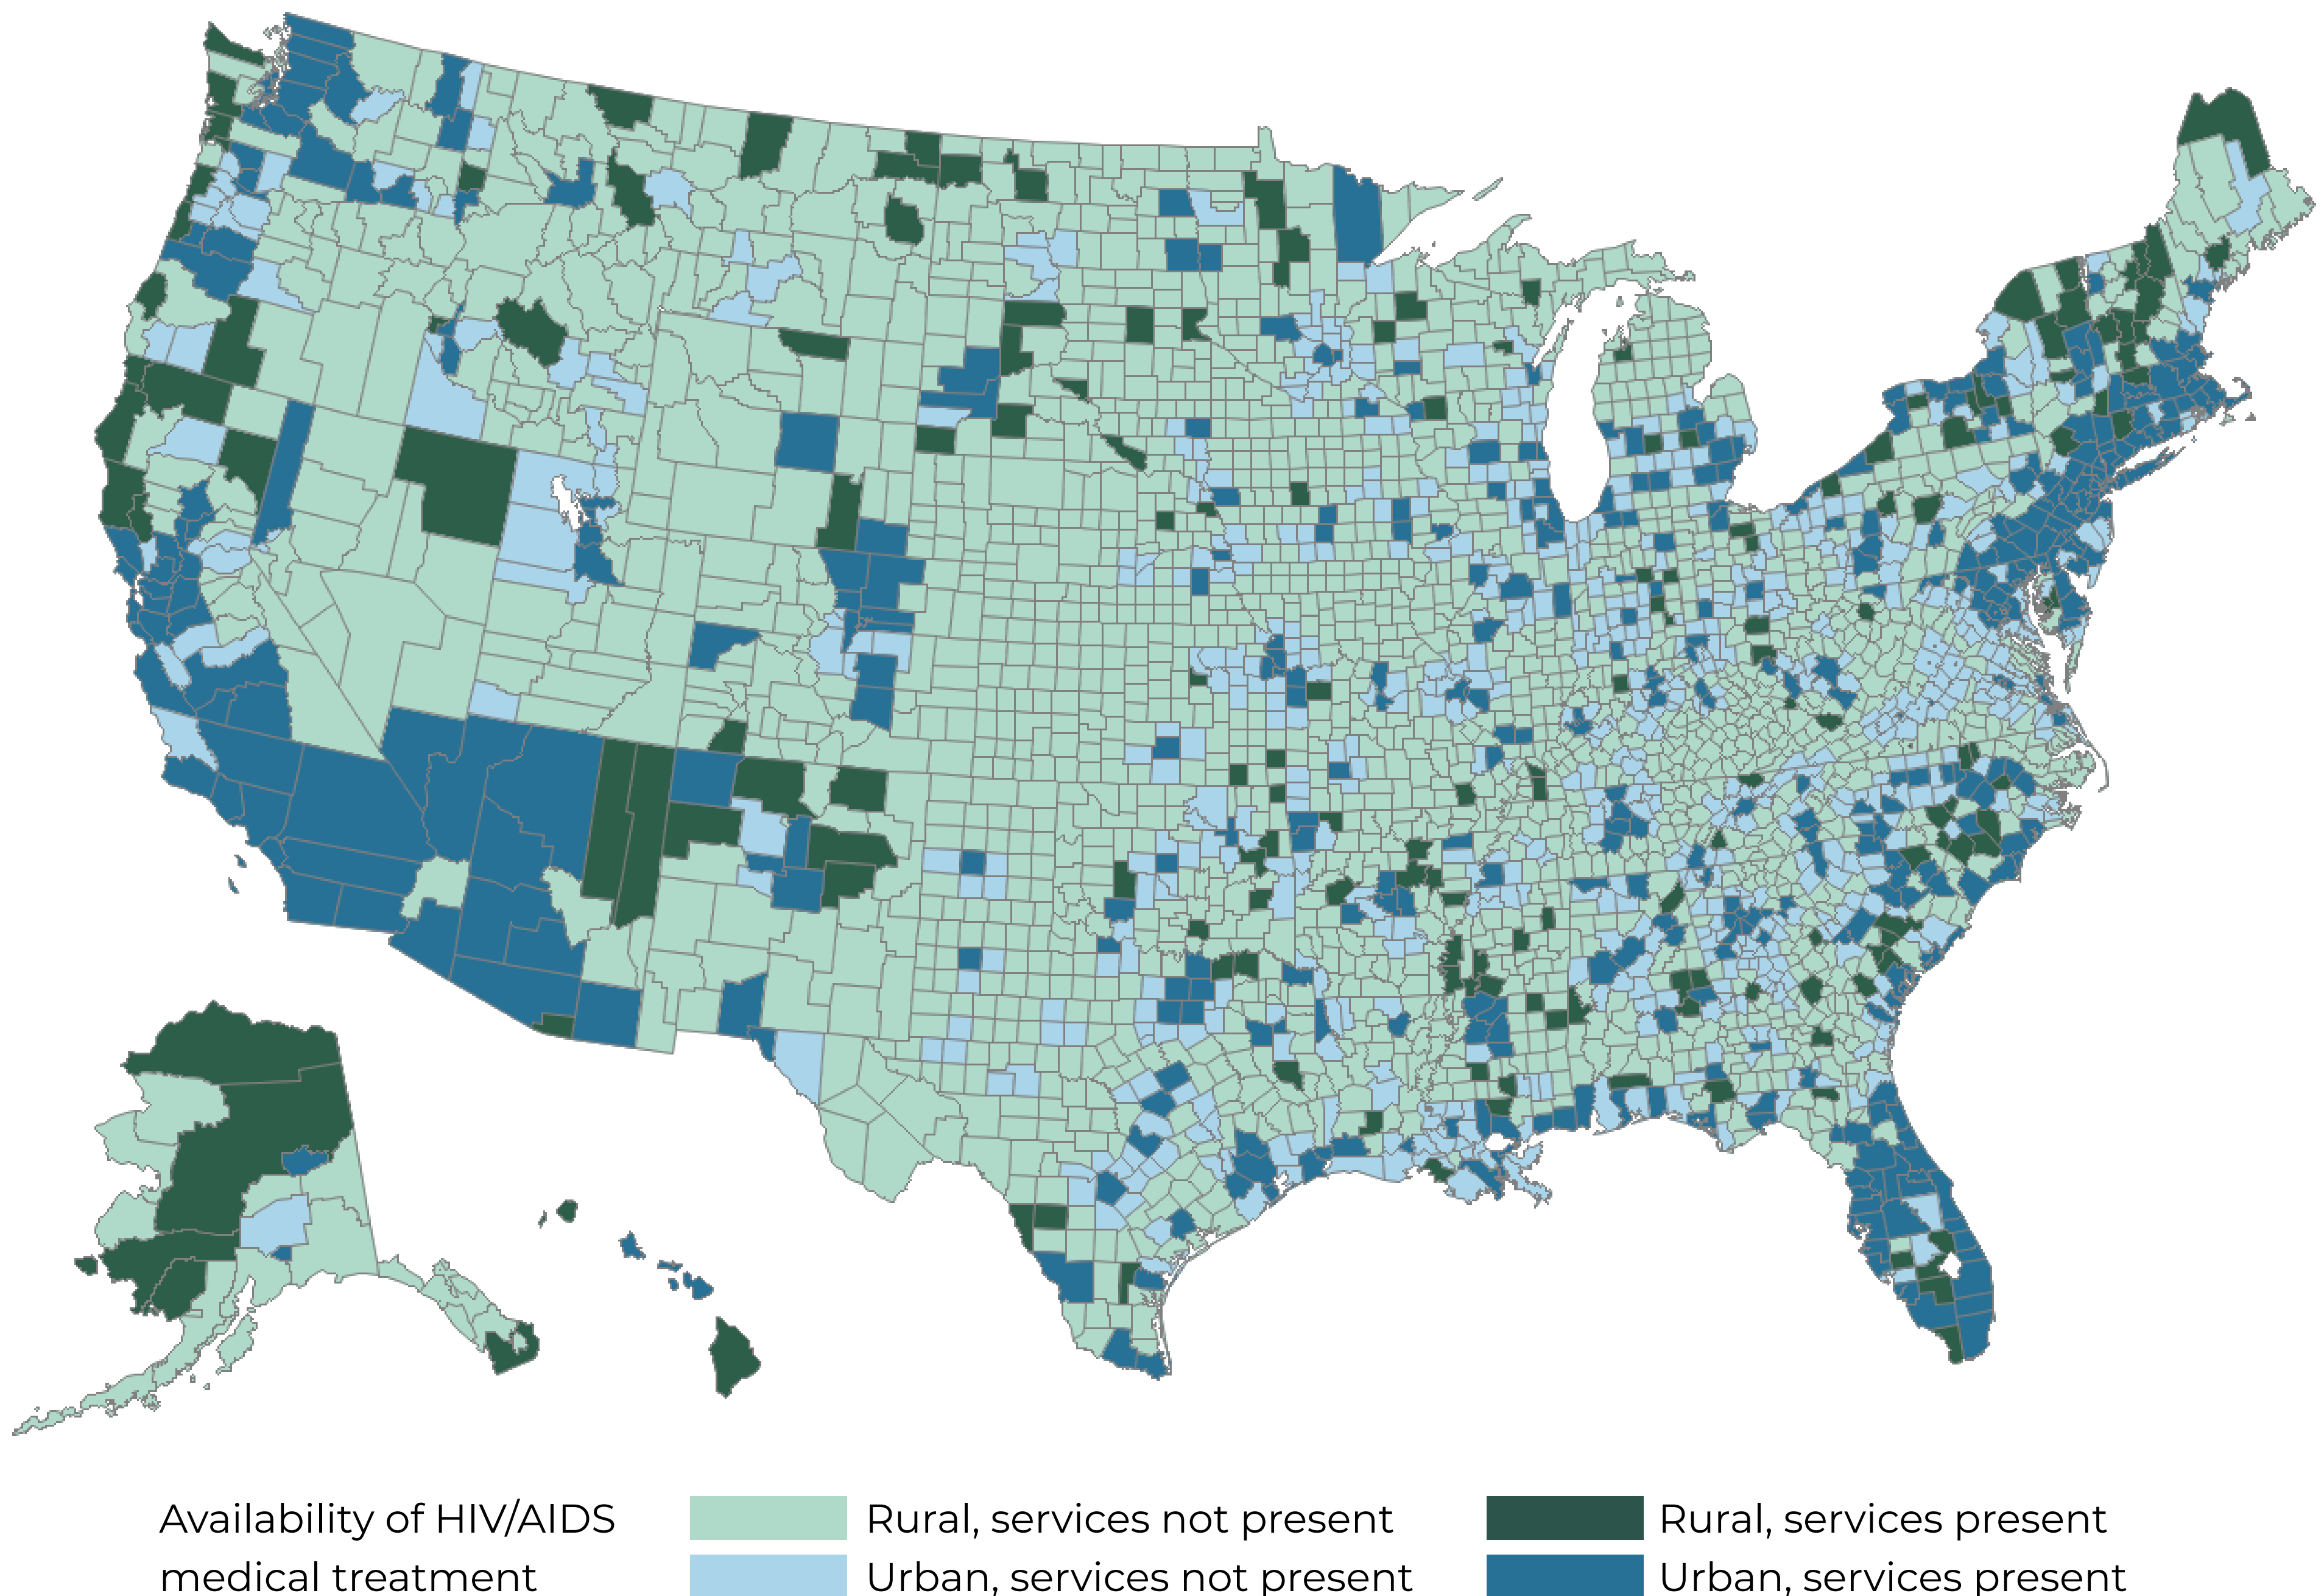 Availability of HIV/AIDS
medical treatment
Rural, services not present
Urban, services not present
Rural, services present
Urban, services present